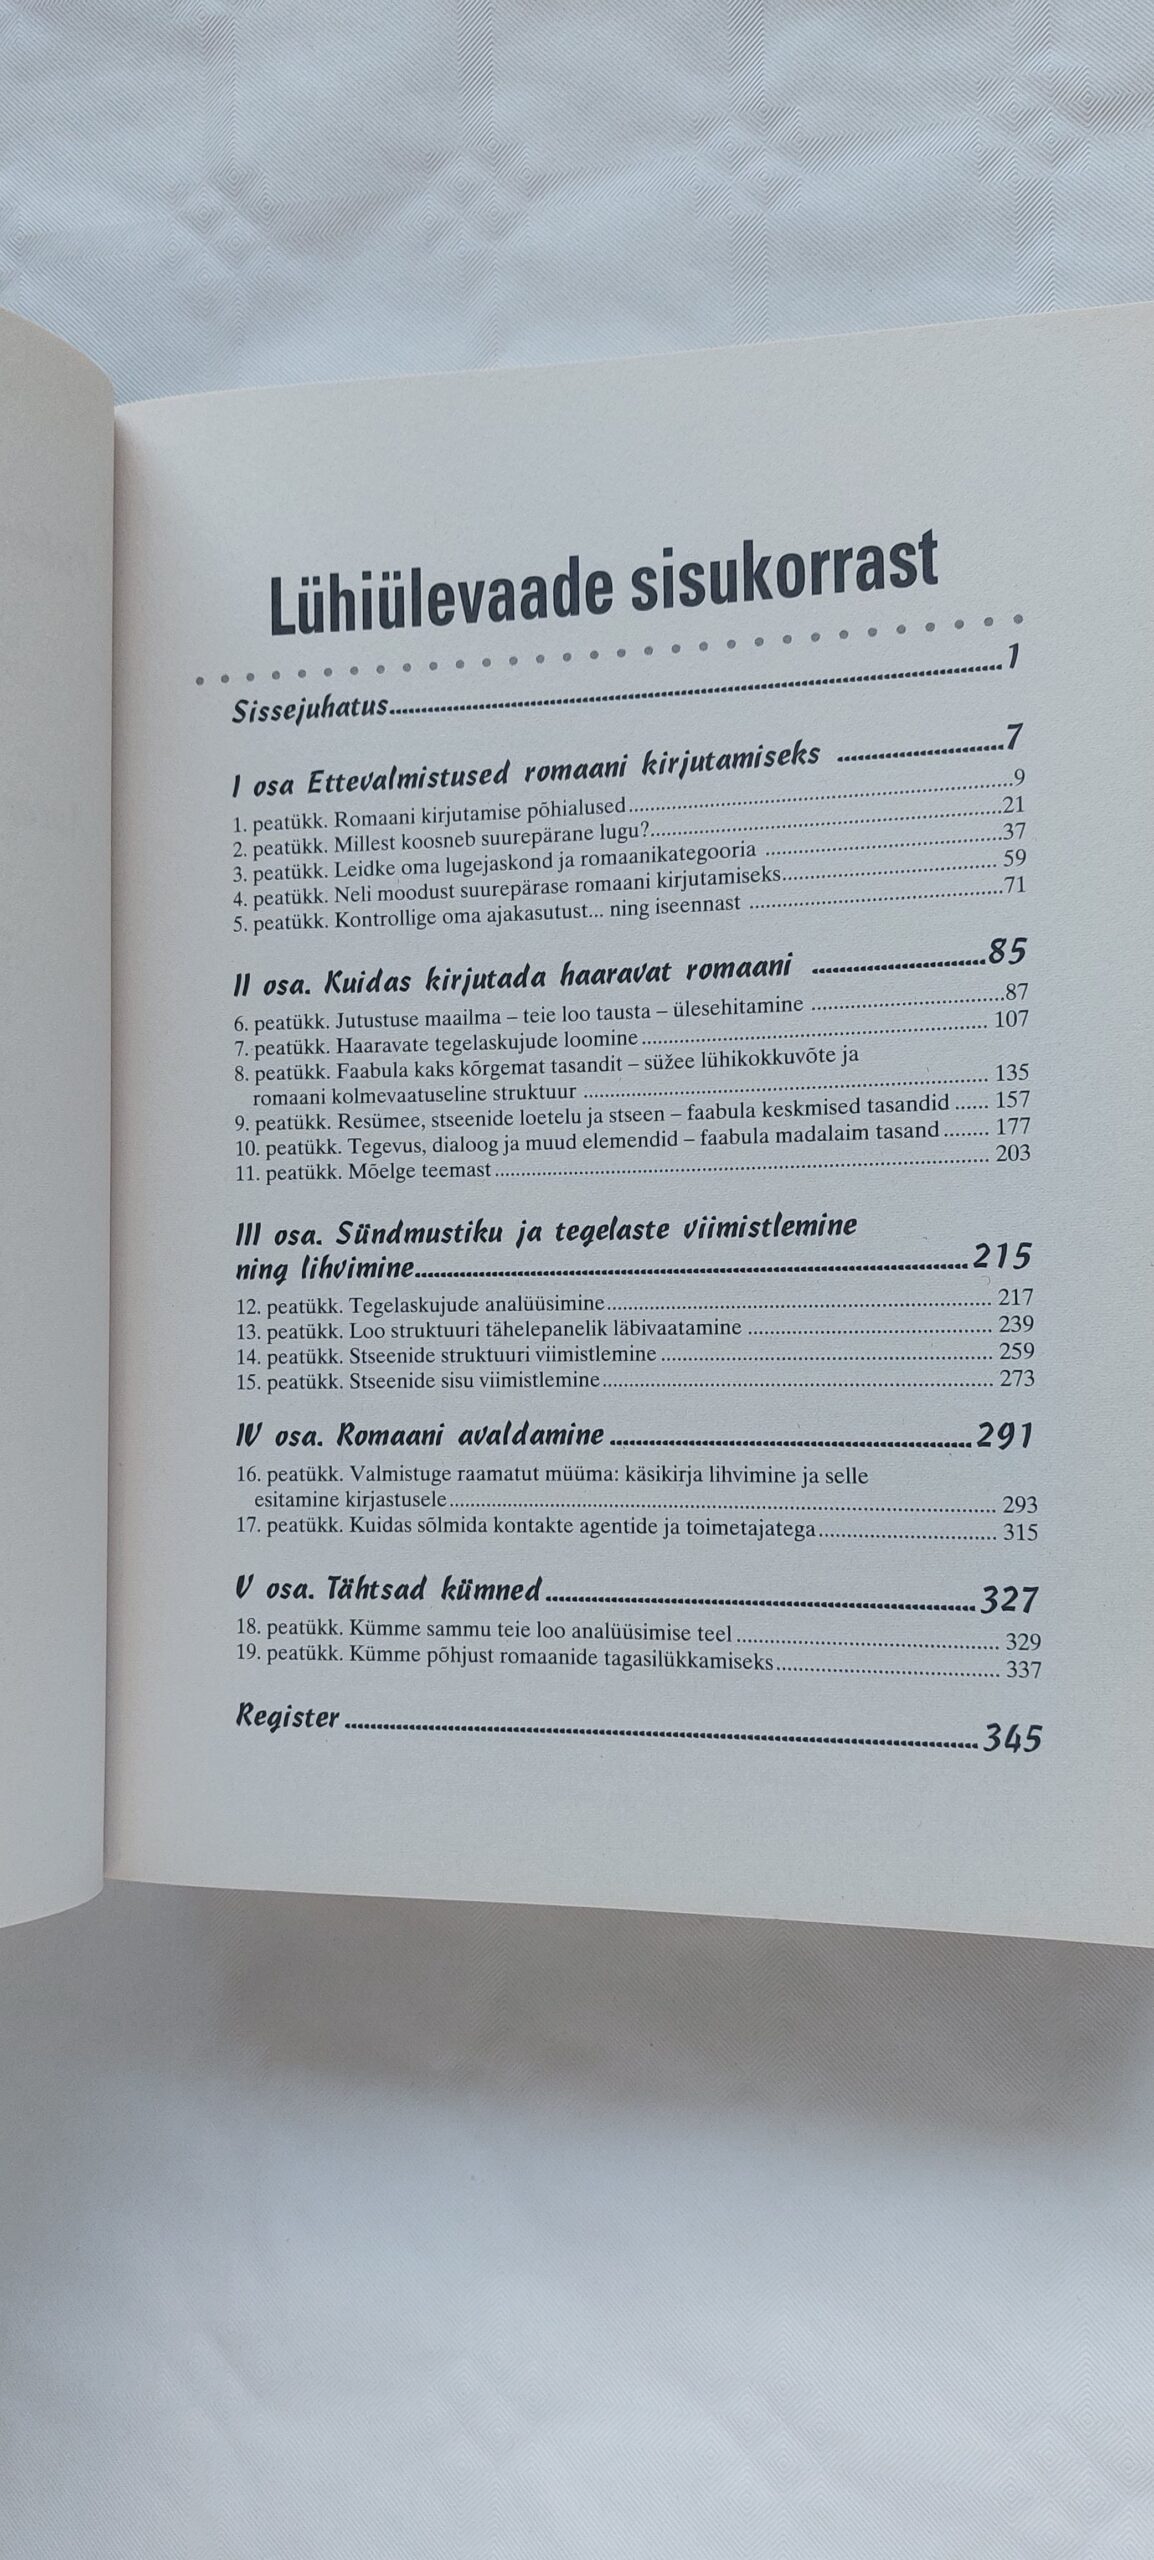 Lühiülevaade sisukorrast
Sissejuhatus.......................................................................1
I osa Ettevalmistused romaani kirjutamiseks .........................7
1. peatükk. Romaani kirjutamise põhialused..............................................................9
2. peatükk. Millest koosneb suurepärane lugu?..........................................................21
3. peatükk. Leidke oma lugejaskond ja romaanikategooria ........................................37
4. peatükk. Neli moodust suurepärase romaani kirjutamiseks.................................... 59
5. peatükk. Kontrollige oma ajakasutust... ning iseennast ..........................................71
II osa. Kuidas kirjutada haaravat romaani ..........................85
6. peatükk. Jutustuse maailma – teie loo tausta – ülesehitamine ................................87
7. peatükk. Haaravate tegelaskujude loomine .......................................................... 107
8. peatükk. Faabula kaks kõrgemat tasandit – süžee lühikokkuvõte ja
romaani kolmevaatuseline struktuur .................................................................... 135
9. peatükk. Resümee, stseenide loetelu ja stseen – faabula keskmised tasandid ...... 157
10. peatükk. Tegevus, dialoog ja muud elemendid – faabula madalaim tasand........ 177
11. peatükk. Mõelge teemast ................................................................................... 203
III osa. Sündmustiku ja tegelaste viimistlemine
ning lihvimine....................................................................215
12. peatükk. Tegelaskujude analüüsimine................................................................. 217
13. peatükk. Loo struktuuri tähelepanelik läbivaatamine .......................................... 239
14. peatükk. Stseenide struktuuri viimistlemine ........................................................ 259
15. peatükk. Stseenide sisu viimistlemine.................................................................. 273
IV osa. Romaani avaldamine ..............................................291
16. peatükk. Valmistuge raamatut müüma: käsikirja lihvimine ja selle
esitamine kirjastusele............................................................................................ 293
17. peatükk. Kuidas sõlmida kontakte agentide ja toimetajatega............................... 315
V osa. Tähtsad kümned ......................................................327
18. peatükk. Kümme sammu teie loo analüüsimise teel ............................................ 329
19. peatükk. Kümme põhjust romaanide tagasilükkamiseks...................................... 337
Register .............................................................................345